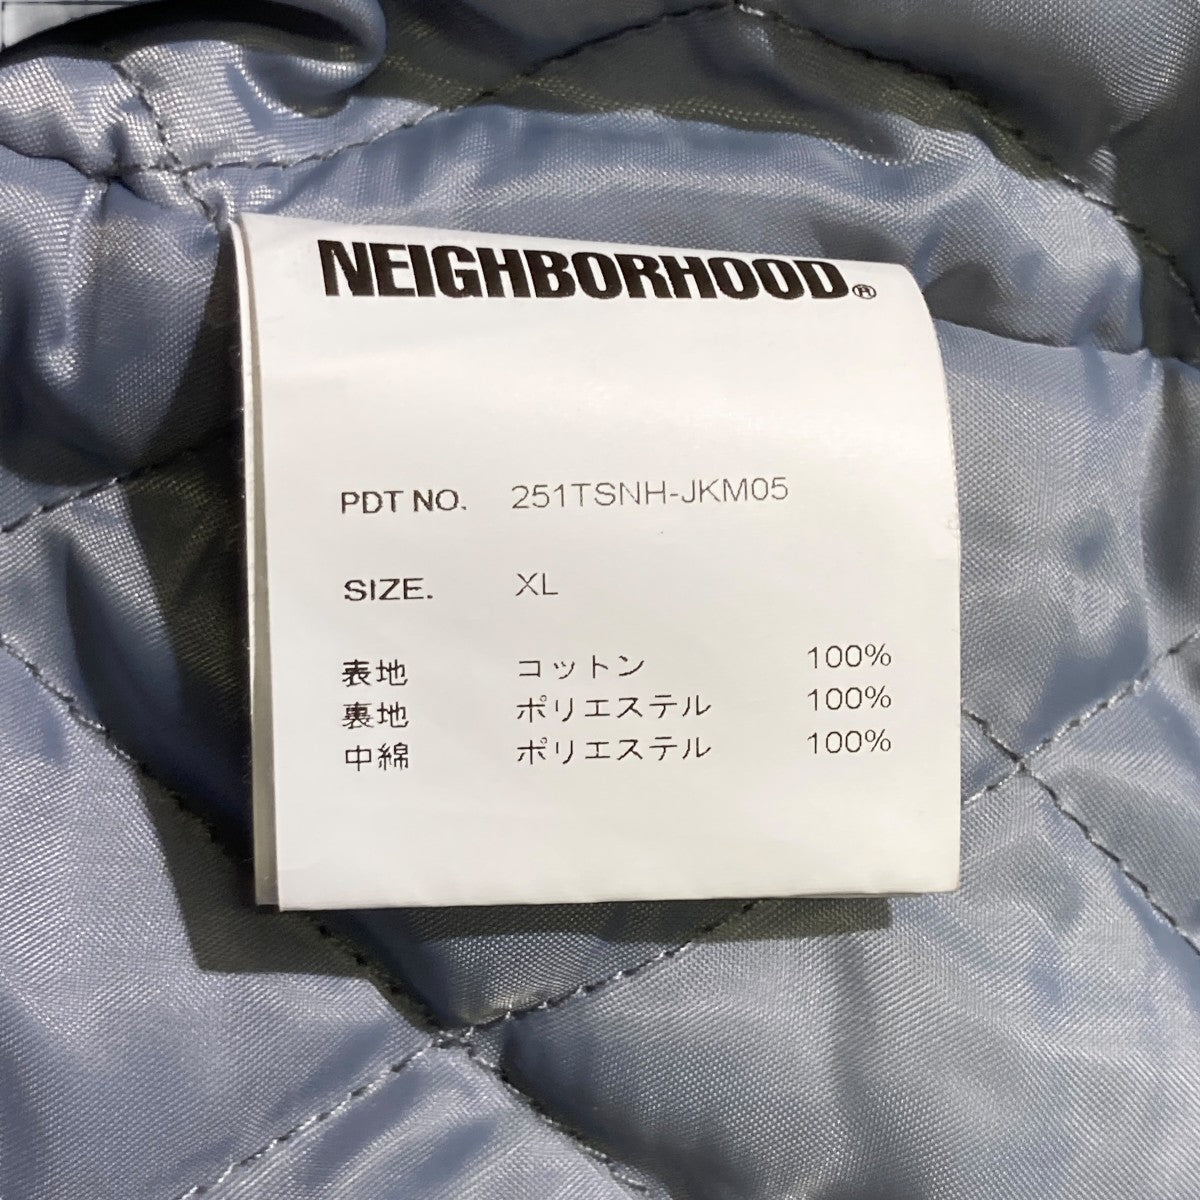 NEIGHBORHOOD®
PDT NO. 251TSNH-JKM05
SIZE. XL
表地 コットン 100%
裏地 ポリエステル 100%
中綿 ポリエステル 100%